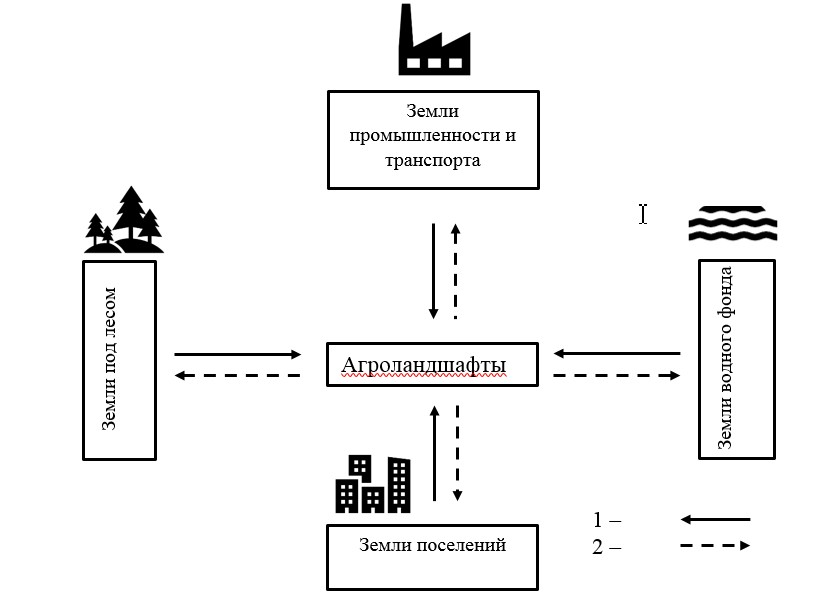 Земли
промышленности и
транспорта
Земли под лесом
Агроландшафты
Земли водного фонда
Земли поселений
1 –
2 –